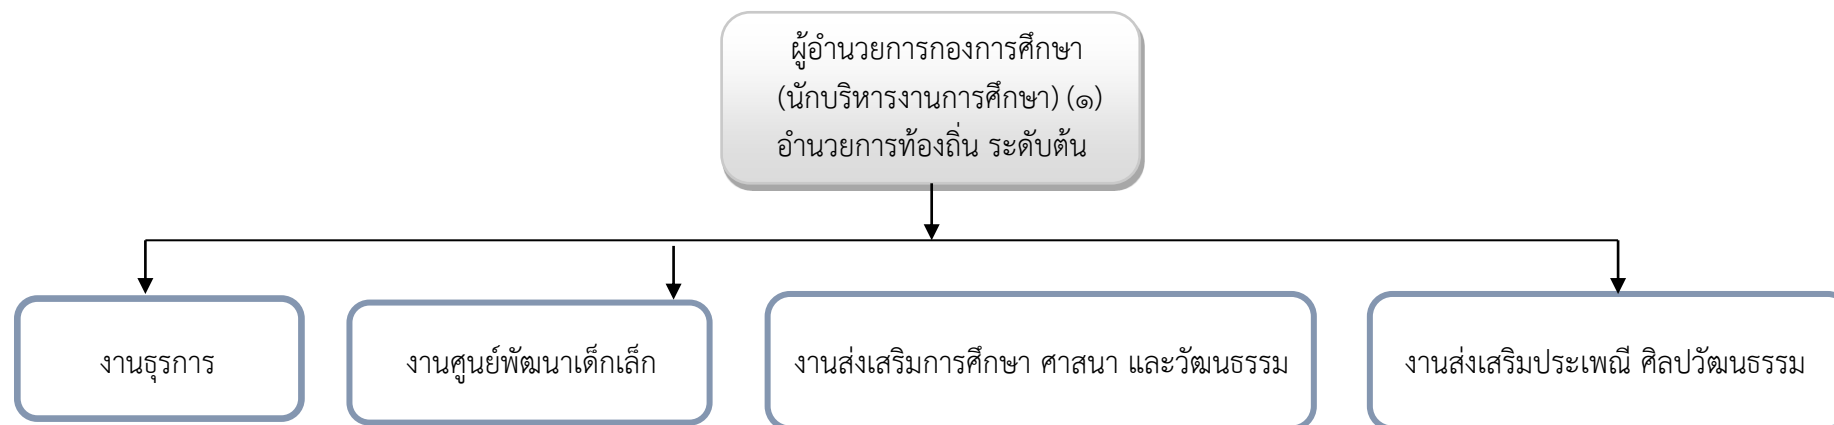 ผู้อำนวยการกองการศึกษา
(นักบริหารงานการศึกษา) (๑)
อำนวยการท้องถิ่น ระดับต้น
งานธุรการ
งานศูนย์พัฒนาเด็กเล็ก
งานส่งเสริมการศึกษา ศาสนา และวัฒนธรรม
งานส่งเสริมประเพณี ศิลปวัฒนธรรม